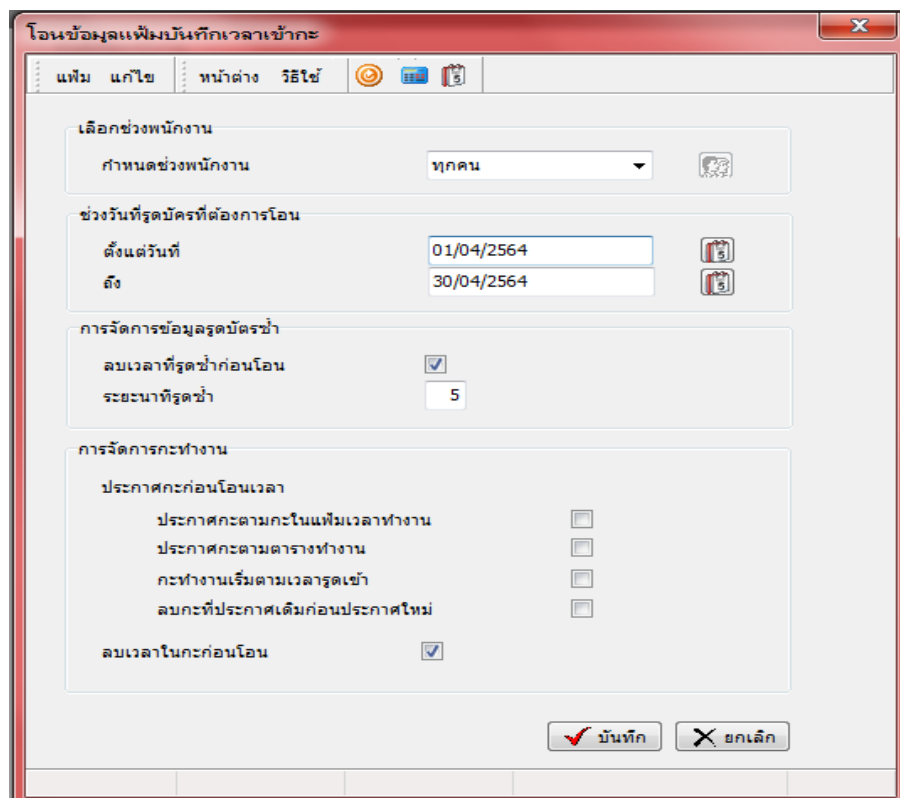 โอนข้อมูลแฟ้มบันทึกเวลาเข้ากะ
แฟ้ม แก้ไข หน้าต่าง วิธีใช้
เลือกช่วงพนักงาน
กำหนดช่วงพนักงาน ทุกคน
ช่วงวันที่รูดบัตรที่ต้องการโอน
ตั้งแต่วันที่ 01/04/2564
ถึง 30/04/2564
การจัดการข้อมูลรูดบัตรซ้ำ
ลบเวลาที่รูดซ้ำก่อนโอน
ระยะนาทีรูดซ้ำ 5
การจัดการกะทำงาน
ประกาศกะก่อนโอนเวลา
ประกาศกะตามกะในแฟ้มเวลาทำงาน
ประกาศกะตามตารางทำงาน
กะทำงานเริ่มตามเวลารูดเข้า
ลบกะที่ประกาศเดิมก่อนประกาศใหม่
ลบเวลาในกะก่อนโอน
บันทึก ยกเลิก